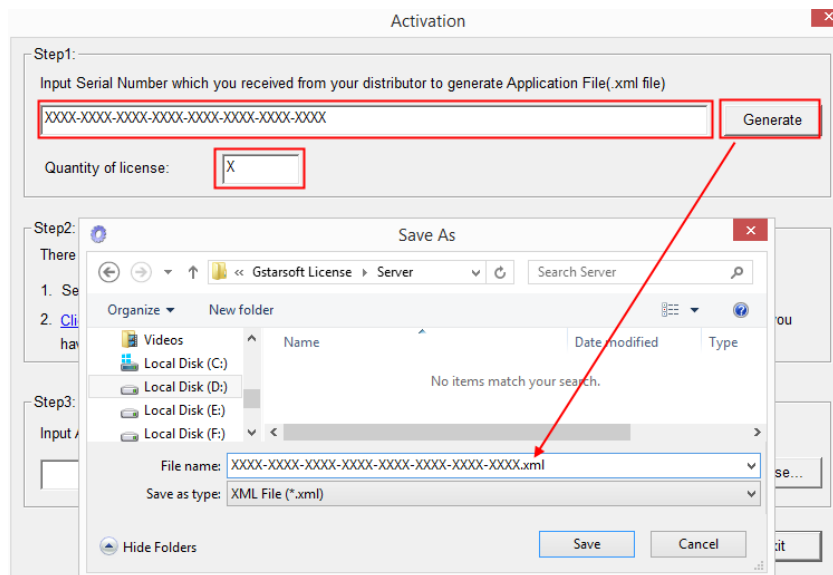 Activation
Step1:
Input Serial Number which you received from your distributor to generate Application File(.xml file)
XXXX-XXXX-XXXX-XXXX-XXXX-XXXX-XXXX-XXXX
Generate
Quantity of license:
X
Step2:
There
Save As
« Gstarsoft License Server
Search Server
1. Se
Organize
New folder
2. Cli
ou
hav
Videos
Name
Date modified
Type
Local Disk (C:)
Local Disk (D:)
No items match your search.
Step3:
Local Disk (E:)
Input A
Local Disk (F:)
File name:
XXXX-XXXX-XXXX-XXXX-XXXX-XXXX-XXXX-XXXX.xml
se...
Save as type:
XML File (*.xml)
Hide Folders
Save
Cancel
it